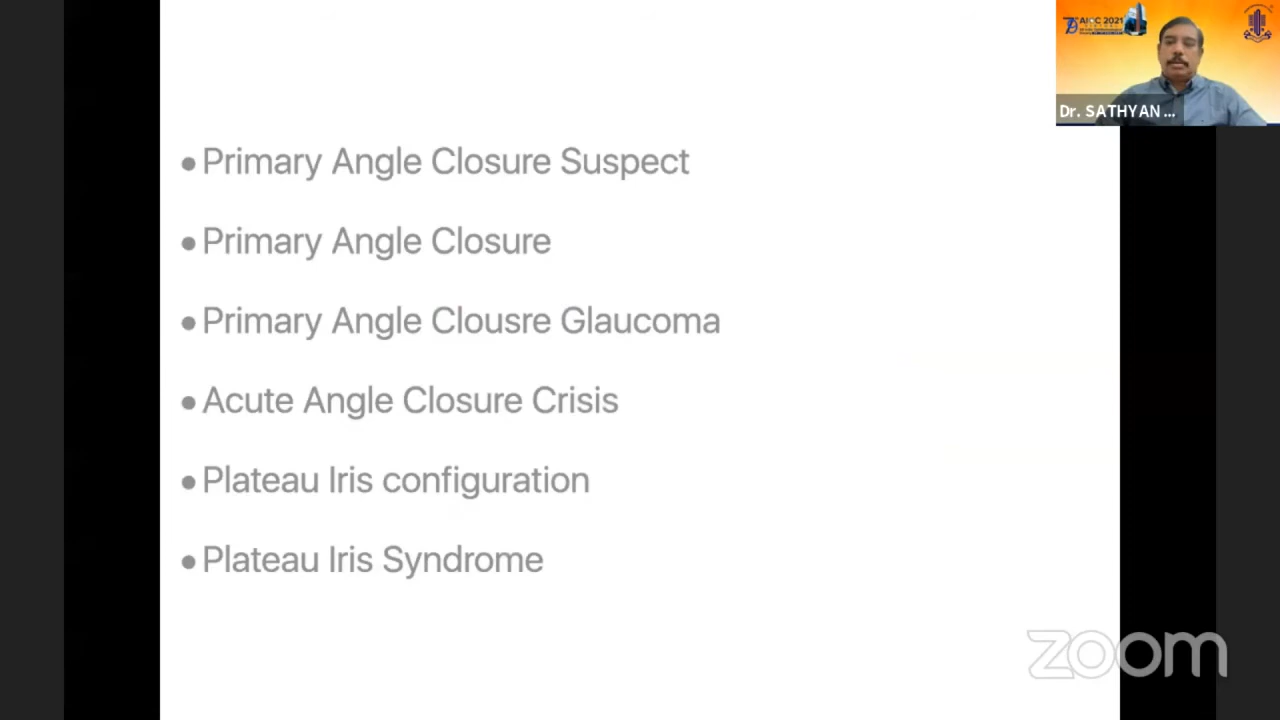 AIOC 2021
Dr. SATHYAN ...
• Primary Angle Closure Suspect
• Primary Angle Closure
• Primary Angle Clousre Glaucoma
• Acute Angle Closure Crisis
• Plateau Iris configuration
• Plateau Iris Syndrome
zoom